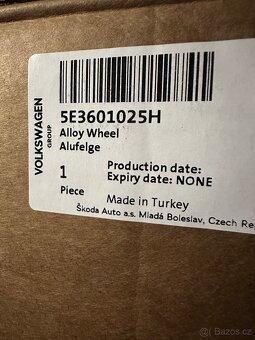 VOLKSWAGEN
GROUP
5E3601025H
Alloy Wheel
Alufelge
1
Piece
Production date:
Expiry date: NONE
Made in Turkey
Škoda Auto a.s. Mladá Boleslav, Czech Re
Bazoš.cz